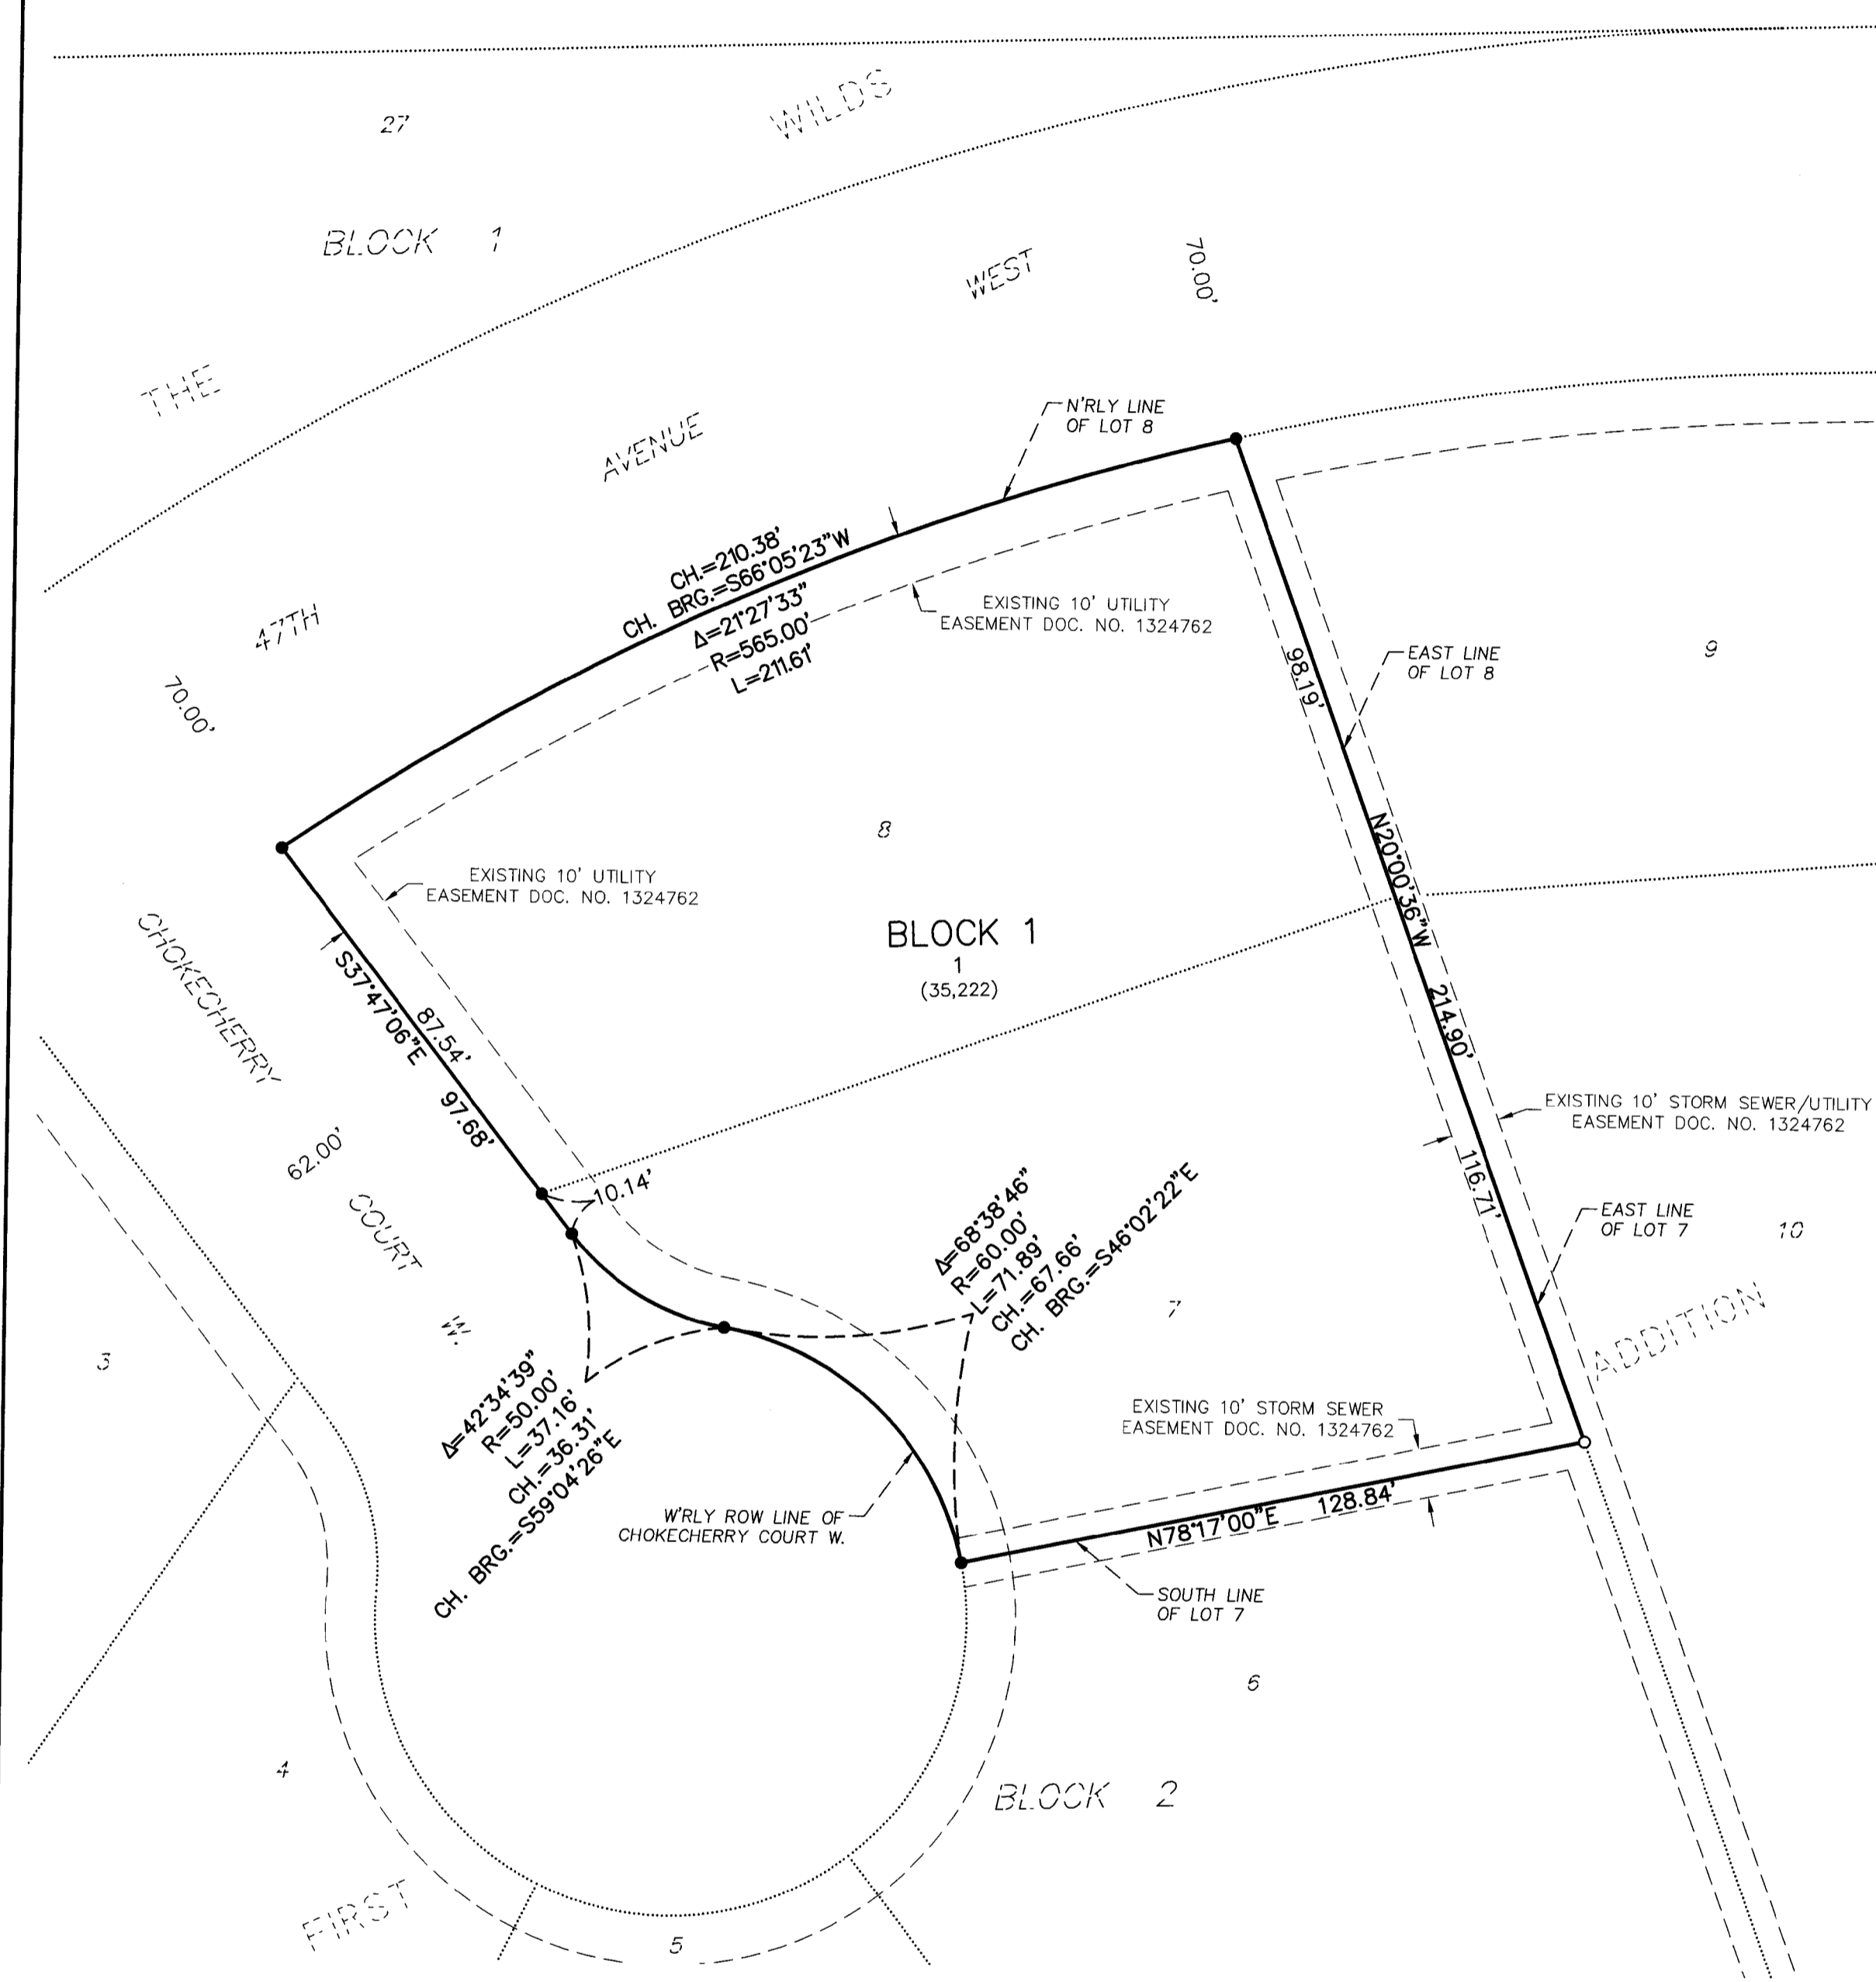 WILDS
27
BLOCK 1
WEST
70.00'
THE
N'RLY LINE
OF LOT 8
AVENUE
CH.=210.38'
CH. BRG.=S66°05'23"W
Δ=21°27'33"
R=565.00'
L=211.61'
EXISTING 10' UTILITY
EASEMENT DOC. NO. 1324762
47TH
70.00'
98.19'
EAST LINE
OF LOT 8
9
8
N20°00'36"W 214.90'
EXISTING 10' UTILITY
EASEMENT DOC. NO. 1324762
BLOCK 1
1
(35,222)
CHOKECHERRY
COURT
W.
S37°47'06"E 97.68'
87.54'
62.00'
10.14'
EXISTING 10' STORM SEWER/UTILITY
EASEMENT DOC. NO. 1324762
116.71'
EAST LINE
OF LOT 7
10
Δ=68°38'46"
R=60.00'
L=71.89'
CH.=67.66'
CH. BRG.=S46°02'22"E
7
ADDITION
3
Δ=42°34'39"
R=50.00'
L=37.16'
CH.=36.31'
CH. BRG.=S59°04'26"E
EXISTING 10' STORM SEWER
EASEMENT DOC. NO. 1324762
W'RLY ROW LINE OF
CHOKECHERRY COURT W.
N78°17'00"E 128.84'
SOUTH LINE
OF LOT 7
6
4
BLOCK 2
FIRST
5